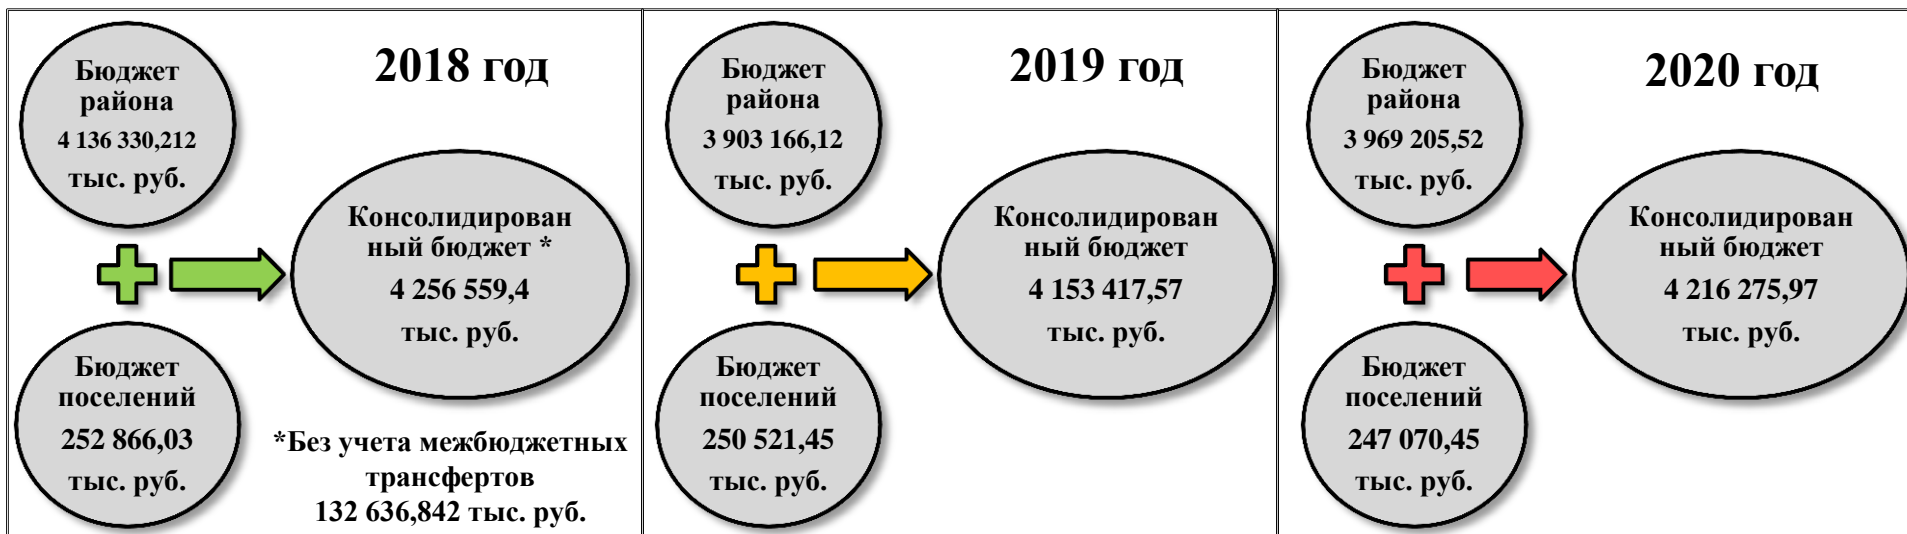 2018 год
Бюджет
района
4 136 330,212
тыс. руб.
Консолидирован
ный бюджет *
4 256 559,4
тыс. руб.
Бюджет
поселений
252 866,03
тыс. руб.
*Без учета межбюджетных
трансфертов
132 636,842 тыс. руб.
2019 год
Бюджет
района
3 903 166,12
тыс. руб.
Консолидирован
ный бюджет
4 153 417,57
тыс. руб.
Бюджет
поселений
250 521,45
тыс. руб.
2020 год
Бюджет
района
3 969 205,52
тыс. руб.
Консолидирован
ный бюджет
4 216 275,97
тыс. руб.
Бюджет
поселений
247 070,45
тыс. руб.